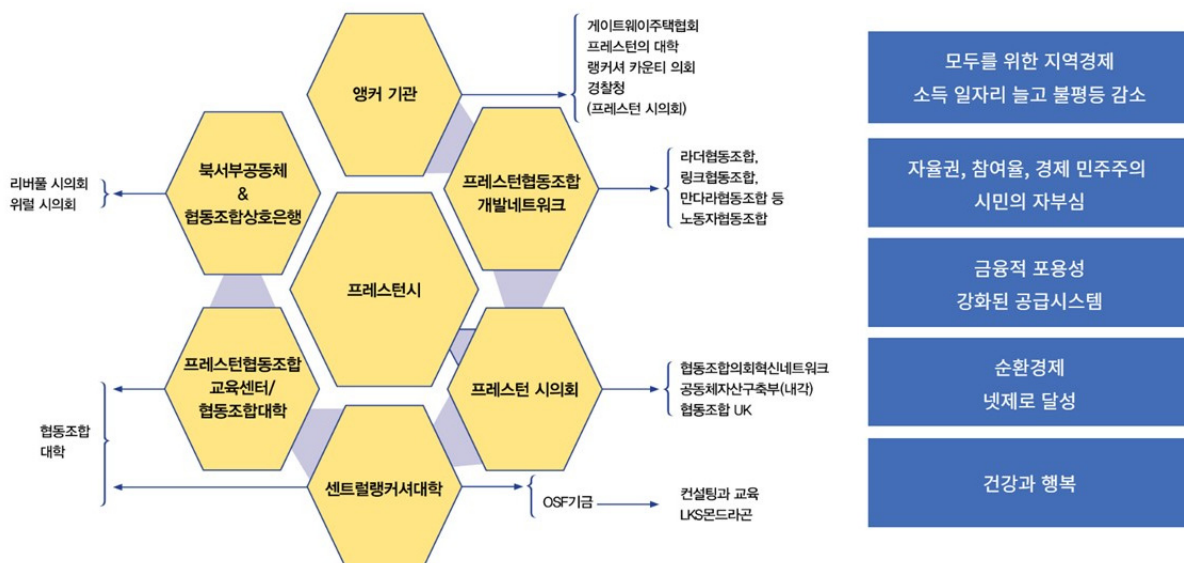 앵커 기관
게이트웨이주택협회
프레스턴의 대학
랭커셔 카운티 의회
경찰청
(프레스턴 시의회)
북서부공동체
&
협동조합상호은행
리버풀 시의회
위럴 시의회
프레스턴협동조합
개발네트워크
라더협동조합,
링크협동조합,
만다라협동조합 등
노동자협동조합
프레스턴시
프레스턴협동조합
교육센터/
협동조합대학
협동조합
대학
프레스턴 시의회
협동조합의회혁신네트워크
공동체자산구축부(내각)
협동조합 UK
센트럴랭커셔대학
OSF기금
컨설팅과 교육
LKS몬드라곤
모두를 위한 지역경제
소득 일자리 늘고 불평등 감소
자율권, 참여율, 경제 민주주의
시민의 자부심
금융적 포용성
강화된 공급시스템
순환경제
넷제로 달성
건강과 행복